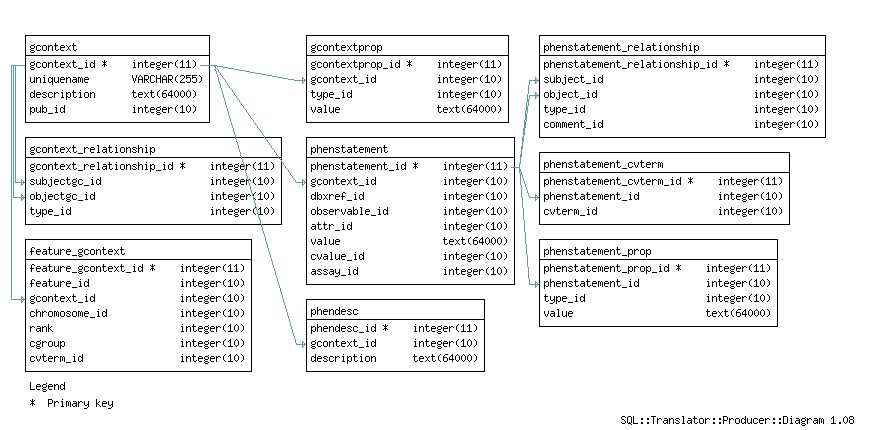 gcontext
gcontext_id * integer(11)
uniquename VARCHAR(255)
description text(64000)
pub_id integer(10)
gcontext_relationship
gcontext_relationship_id * integer(11)
subjectgc_id integer(10)
objectgc_id integer(10)
type_id integer(10)
feature_gcontext
feature_gcontext_id * integer(11)
feature_id integer(10)
gcontext_id integer(10)
chromosome_id integer(10)
rank integer(10)
cgroup integer(10)
cvterm_id integer(10)
gcontextprop
gcontextprop_id * integer(11)
gcontext_id integer(10)
type_id integer(10)
value text(64000)
phenstatement
phenstatement_id * integer(11)
gcontext_id integer(10)
dbxref_id integer(10)
observable_id integer(10)
attr_id integer(10)
value text(64000)
cvalue_id integer(10)
assay_id integer(10)
phendesc
phendesc_id * integer(11)
gcontext_id integer(10)
description text(64000)
phenstatement_relationship
phenstatement_relationship_id * integer(11)
subject_id integer(10)
object_id integer(10)
type_id integer(10)
comment_id integer(10)
phenstatement_cvterm
phenstatement_cvterm_id * integer(11)
phenstatement_id integer(10)
cvterm_id integer(10)
phenstatement_prop
phenstatement_prop_id * integer(11)
phenstatement_id integer(10)
type_id integer(10)
value text(64000)
Legend
* Primary key
SQL::Translator::Producer::Diagram 1.08